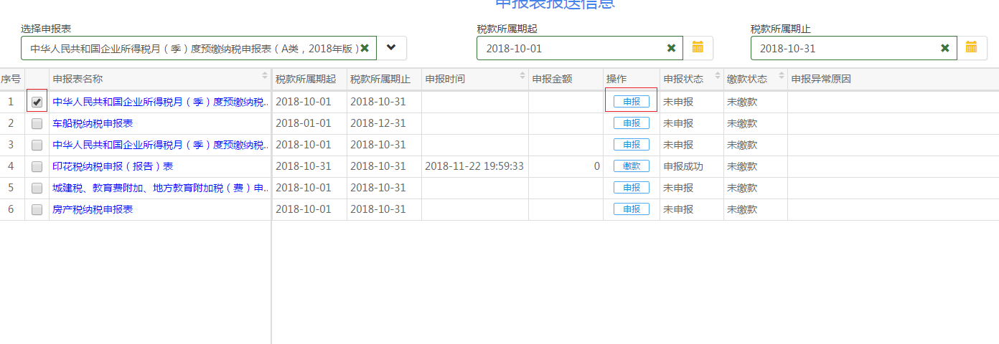 申报表报送信息
选择申报表 税款所属期起 税款所属期止
中华人民共和国企业所得税月（季）度预缴纳税申报表（A类，2018年版） 2018-10-01 2018-10-31
序号 申报表名称 税款所属期起 税款所属期止 申报时间 申报金额 操作 申报状态 缴款状态 申报异常原因
1 中华人民共和国企业所得税月（季）度预缴纳税.. 2018-10-01 2018-10-31 申报 未申报 未缴款
2 车船税纳税申报表 2018-01-01 2018-12-31 申报 未申报 未缴款
3 中华人民共和国企业所得税月（季）度预缴纳税.. 2018-10-01 2018-10-31 申报 未申报 未缴款
4 印花税纳税申报（报告）表 2018-10-31 2018-10-31 2018-11-22 19:59:33 0 缴款 申报成功 未缴款
5 城建税、教育费附加、地方教育附加税（费）申.. 2018-10-01 2018-10-31 申报 未申报 未缴款
6 房产税纳税申报表 2018-10-01 2018-10-31 申报 未申报 未缴款